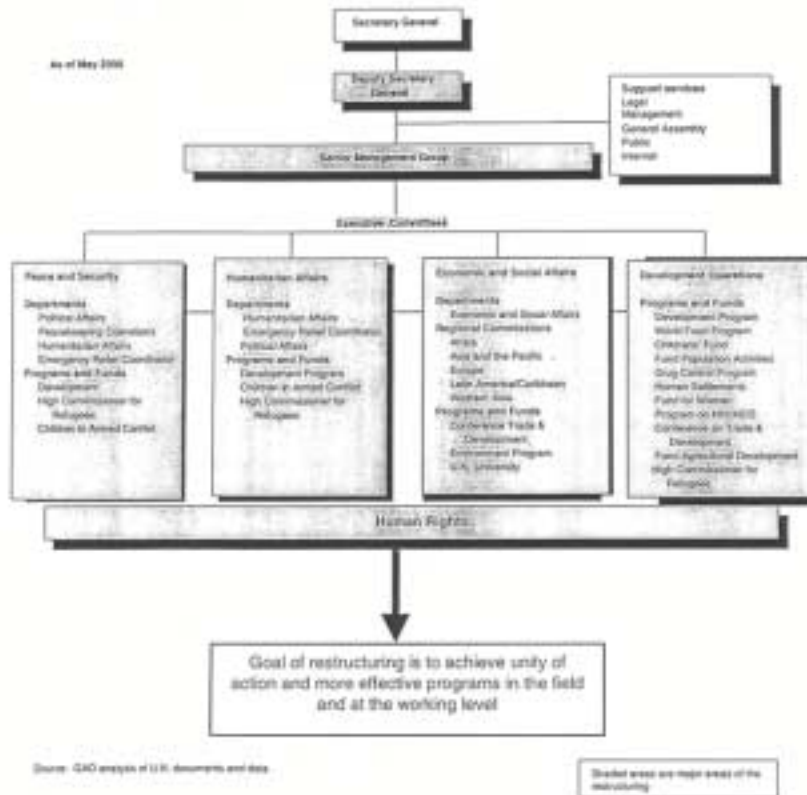 Secretary General
As of May 2000
Deputy Secretary
General
Support services
Legal
Management
General Assembly
Public
Internal
Senior Management Group
Executive Committees
Peace and Security
Departments
Political Affairs
Peacekeeping Operations
Humanitarian Affairs
Emergency Relief Coordinator
Programs and Funds
Development
High Commissioner for
Refugees
Children in Armed Conflict
Humanitarian Affairs
Departments
Humanitarian Affairs
Emergency Relief Coordinator
Political Affairs
Programs and Funds
Development Program
Children in Armed Conflict
High Commissioner for
Refugees
Economic and Social Affairs
Departments
Economic and Social Affairs
Regional Commissions
Africa
Asia and the Pacific
Europe
Latin America/Caribbean
Western Asia
Programs and Funds
Conference Trade &
Development
Environment Program
U.N. University
Development Operations
Programs and Funds
Development Program
World Food Program
Childrens' Fund
Fund Population Activities
Drug Control Program
Human Settlements
Fund for Women
Program on HIV/AIDS
Conference on Trade &
Development
Fund Agricultural Development
High Commissioner for
Refugees
Human Rights
Goal of restructuring is to achieve unity of
action and more effective programs in the field
and at the working level
Source: GAO analysis of U.N. documents and data.
Shaded areas are major areas of the
restructuring